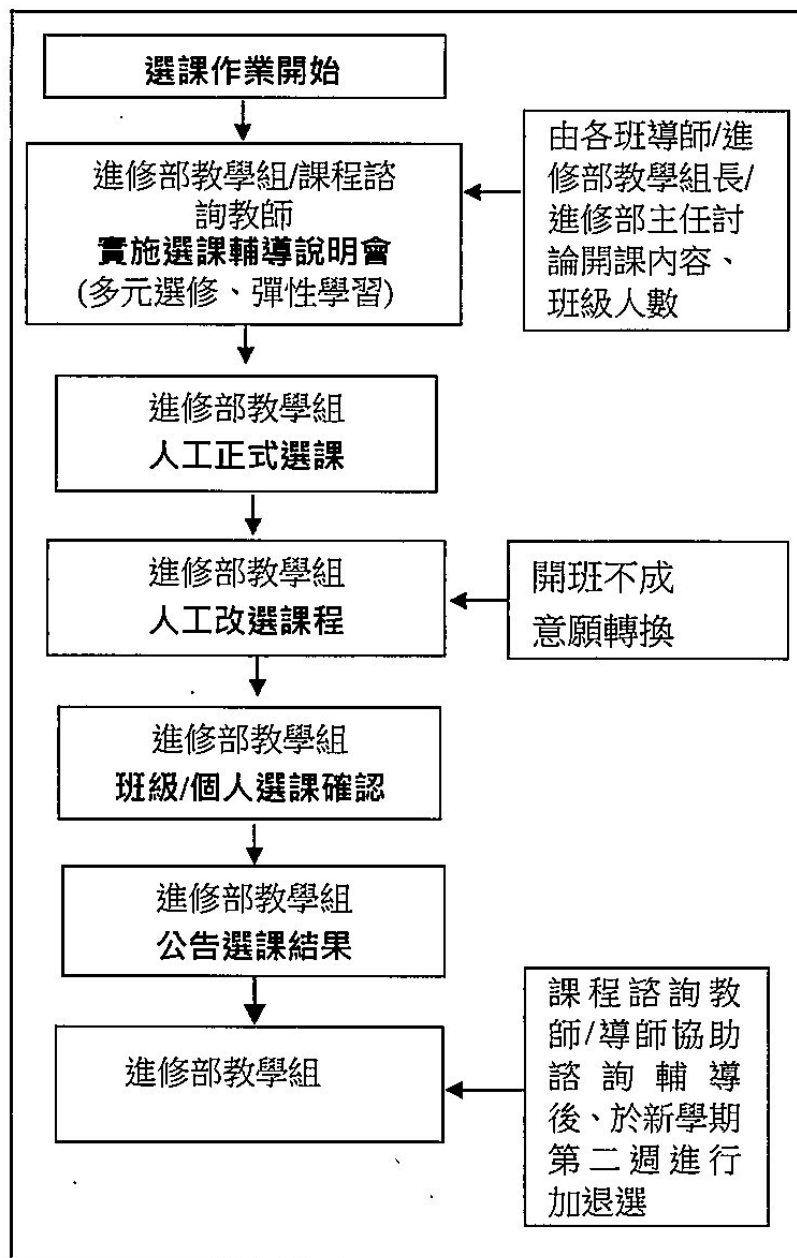 選課作業開始
進修部教學組/課程諮
詢教師
實施選課輔導說明會
(多元選修、彈性學習)
由各班導師/進
修部教學組長/
進修部主任討
論開課內容、
班級人數
進修部教學組
人工正式選課
進修部教學組
人工改選課程
開班不成
意願轉換
進修部教學組
班級/個人選課確認
進修部教學組
公告選課結果
進修部教學組
課程諮詢教
師/導師協助
諮詢輔導
後、於新學期
第二週進行
加退選